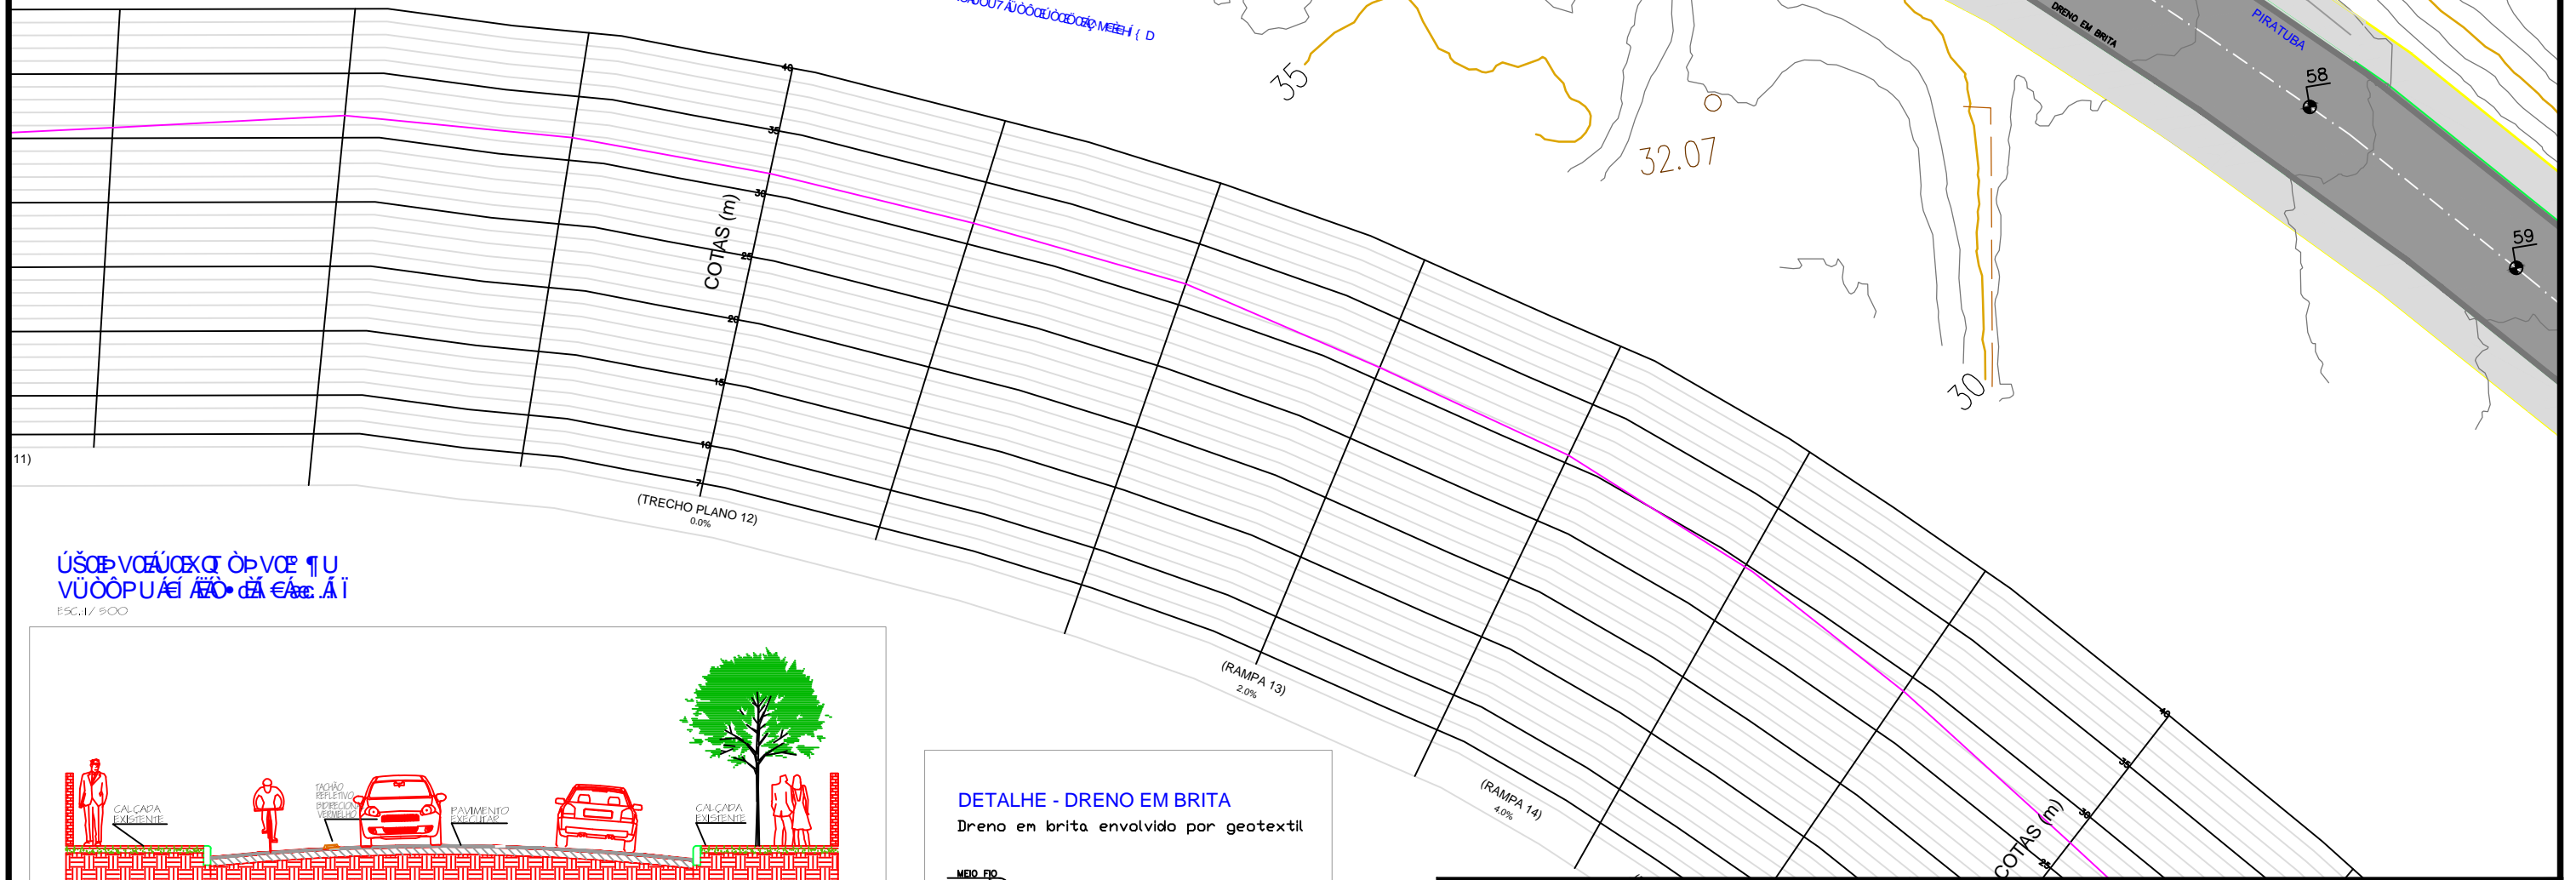 DRENO EM BRITA
PIRATUBA
58
59
35
32.07
30
40
35
30
25
20
15
10
7
COTAS (m)
11)
(TRECHO PLANO 12)
0.0%
(RAMPA 13)
2.0%
(RAMPA 14)
4.0%
40
35
30
25
COTAS (m)
ESC.:1/ 500
CALÇADA
EXISTENTE
TACHÃO
REFLETIVO
VERMELHO
PAVIMENTO
EXECUTAR
CALÇADA
EXISTENTE
DETALHE - DRENO EM BRITA
Dreno em brita envolvido por geotextil
MEIO FIO